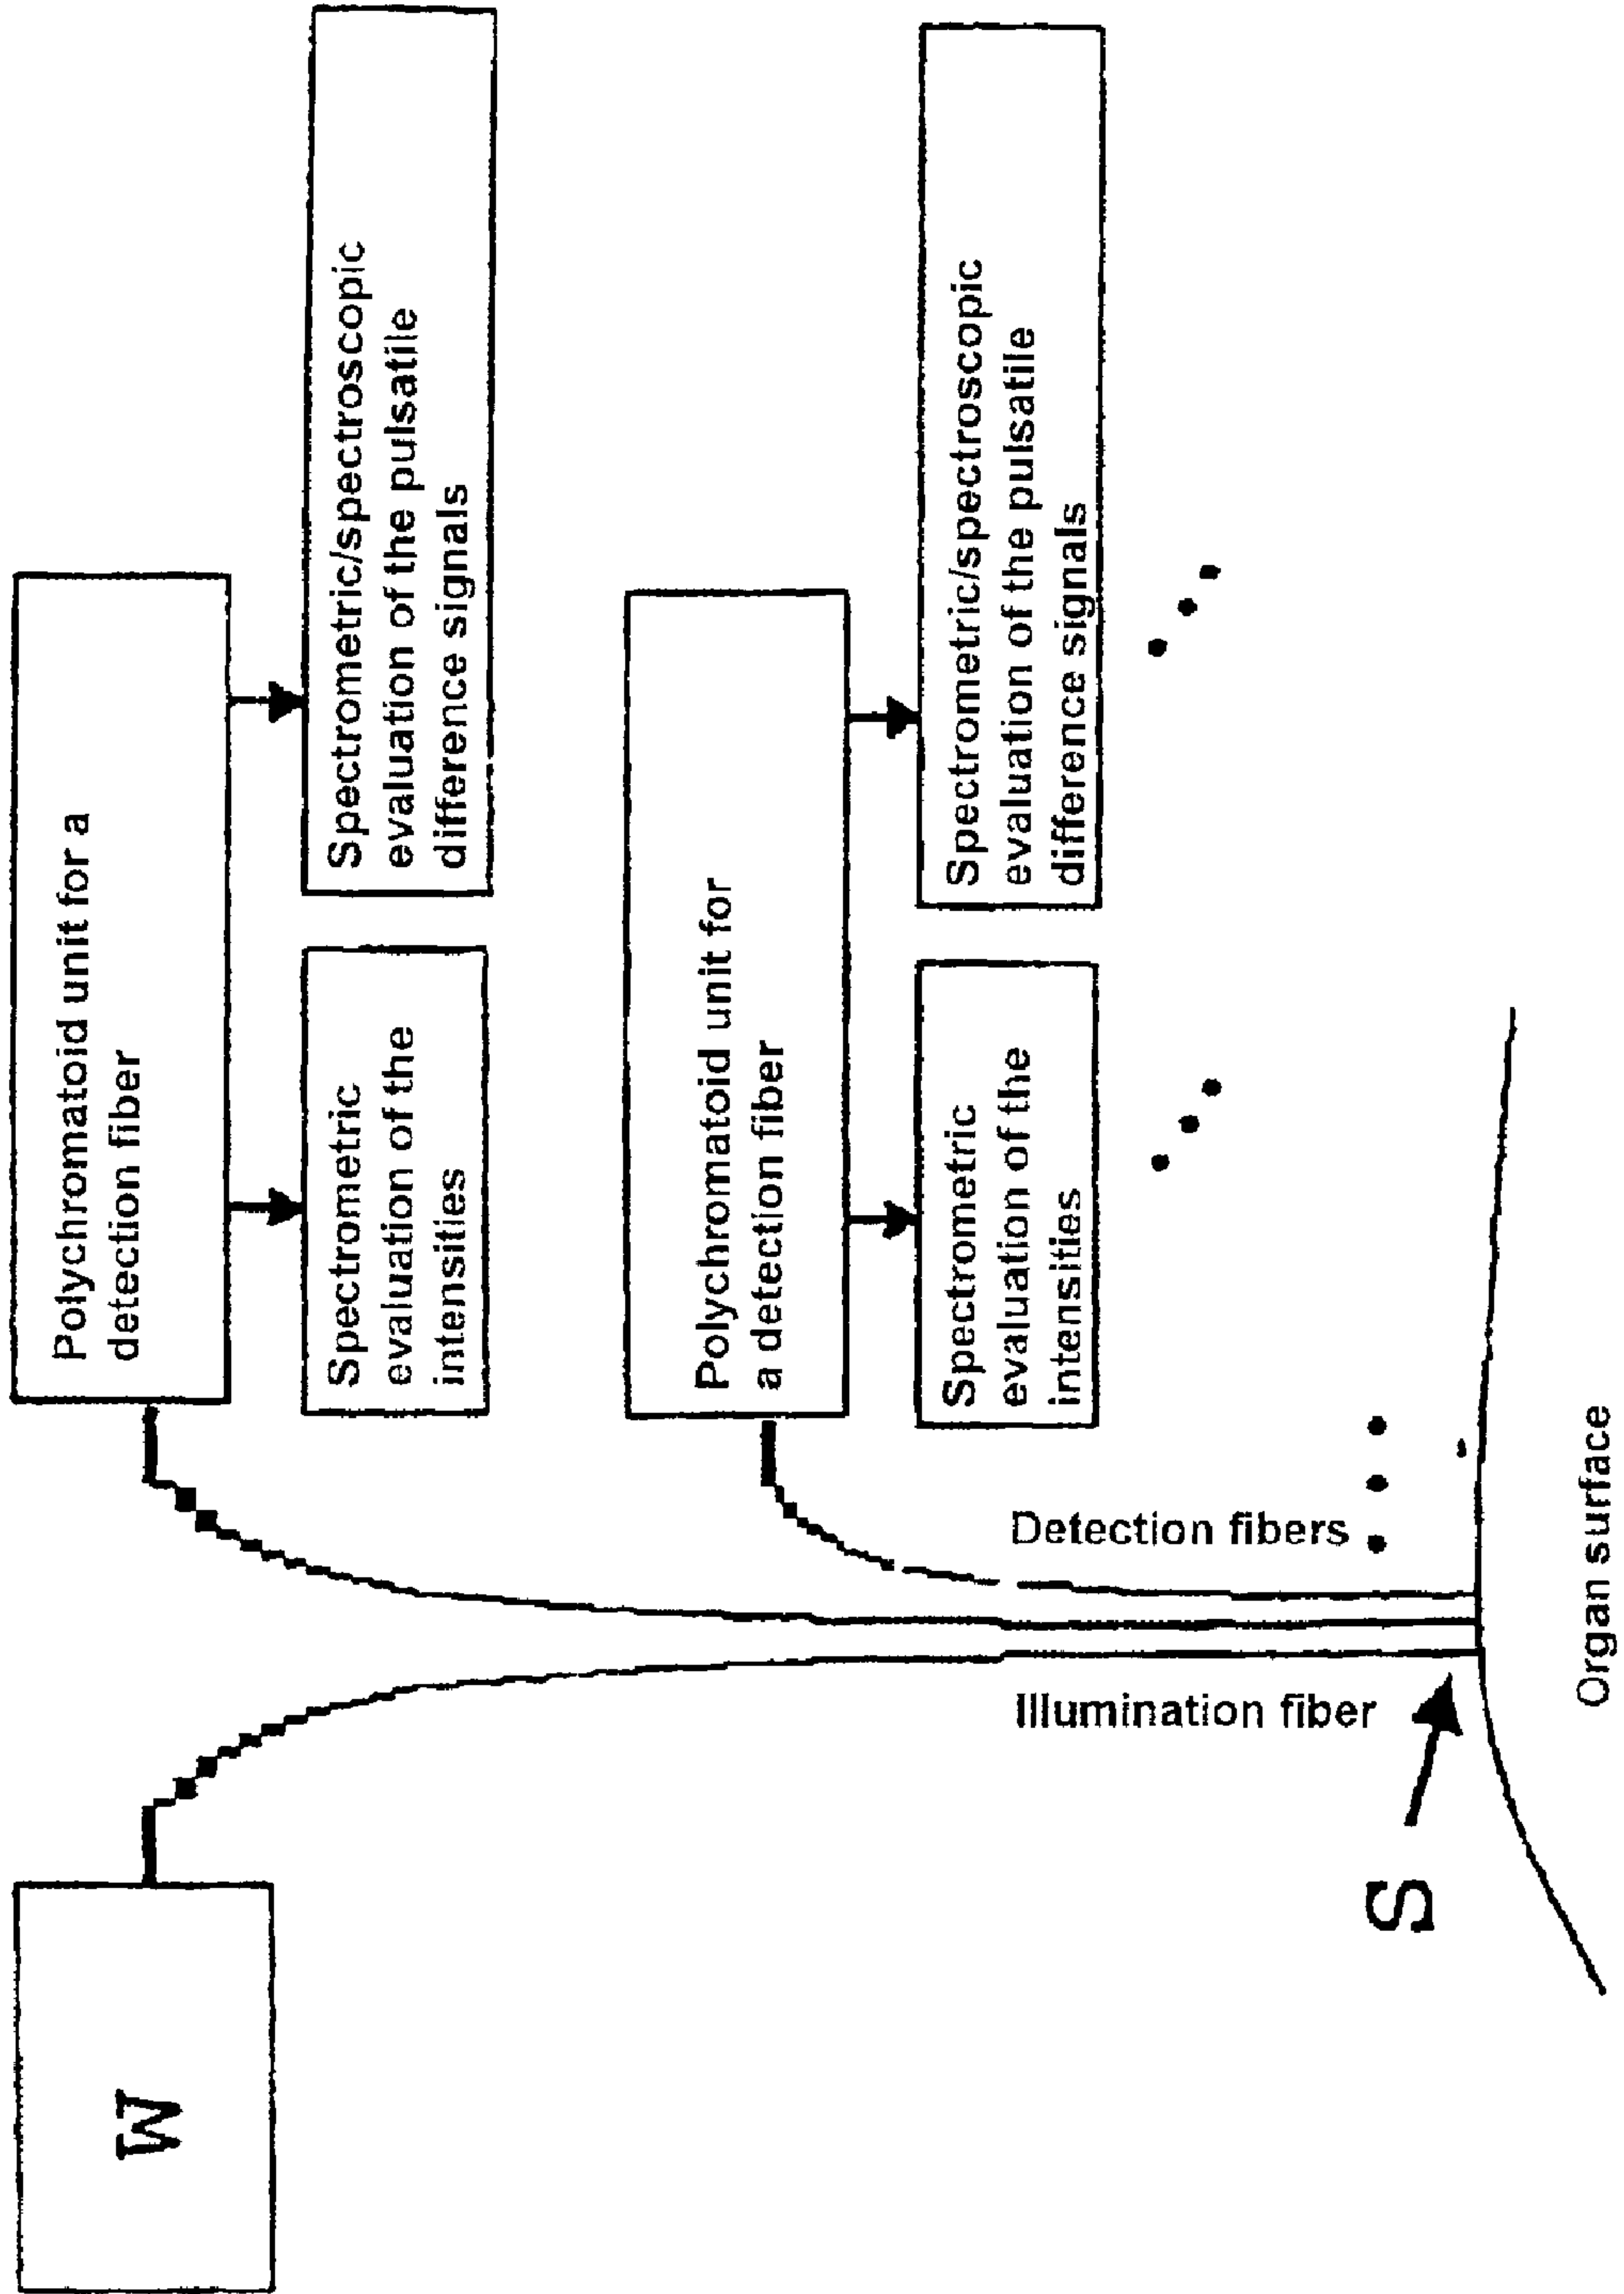 W
Polychromatoid unit for a
detection fiber
Spectrometric
evaluation of the
intensities
Spectrometric/spectroscopic
evaluation of the pulsatile
difference signals
Polychromatoid unit for
a detection fiber
Spectrometric
evaluation of the
intensities
Spectrometric/spectroscopic
evaluation of the pulsatile
difference signals
Illumination fiber
Detection fibers
S
Organ surface